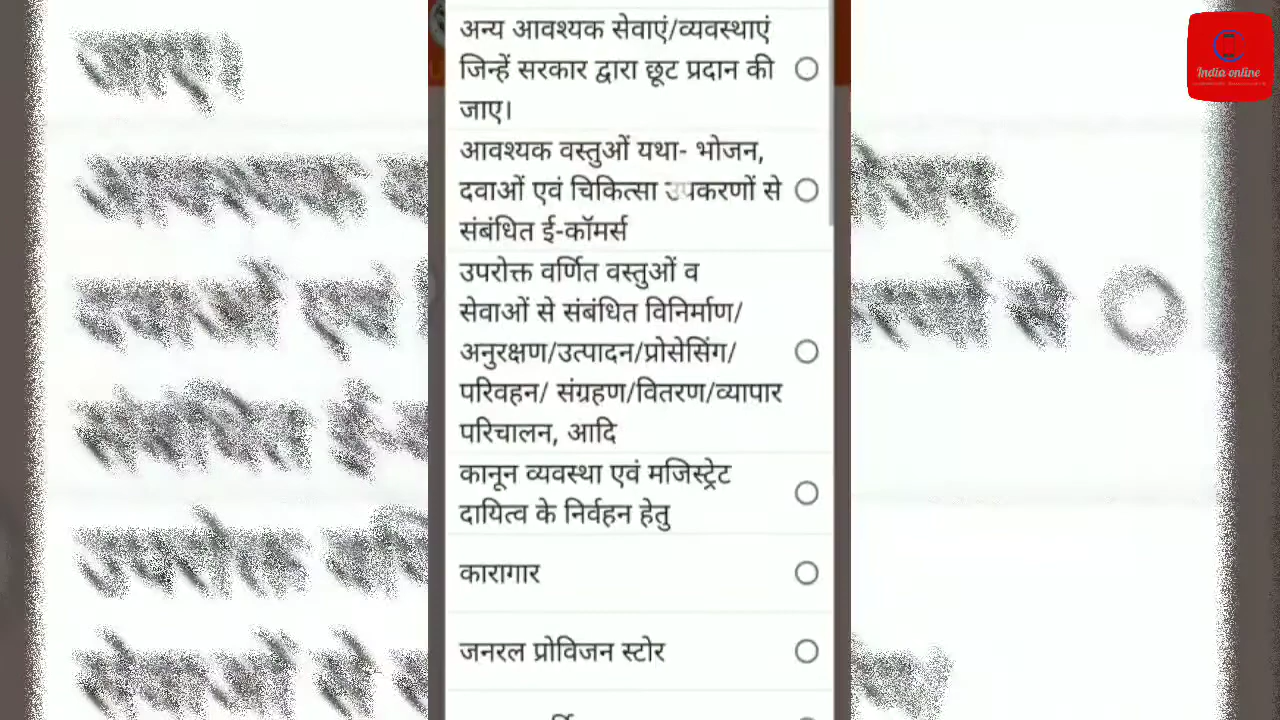 अन्य आवश्यक सेवाएं/व्यवस्थाएं
जिन्हें सरकार द्वारा छूट प्रदान की
जाए।
आवश्यक वस्तुओं यथा- भोजन,
दवाओं एवं चिकित्सा उपकरणों से
संबंधित ई-कॉमर्स
उपरोक्त वर्णित वस्तुओं व
सेवाओं से संबंधित विनिर्माण/
अनुरक्षण/उत्पादन/प्रोसेसिंग/
परिवहन/ संग्रहण/वितरण/व्यापार
परिचालन, आदि
कानून व्यवस्था एवं मजिस्ट्रेट
दायित्व के निर्वहन हेतु
कारागार
जनरल प्रोविजन स्टोर
India online